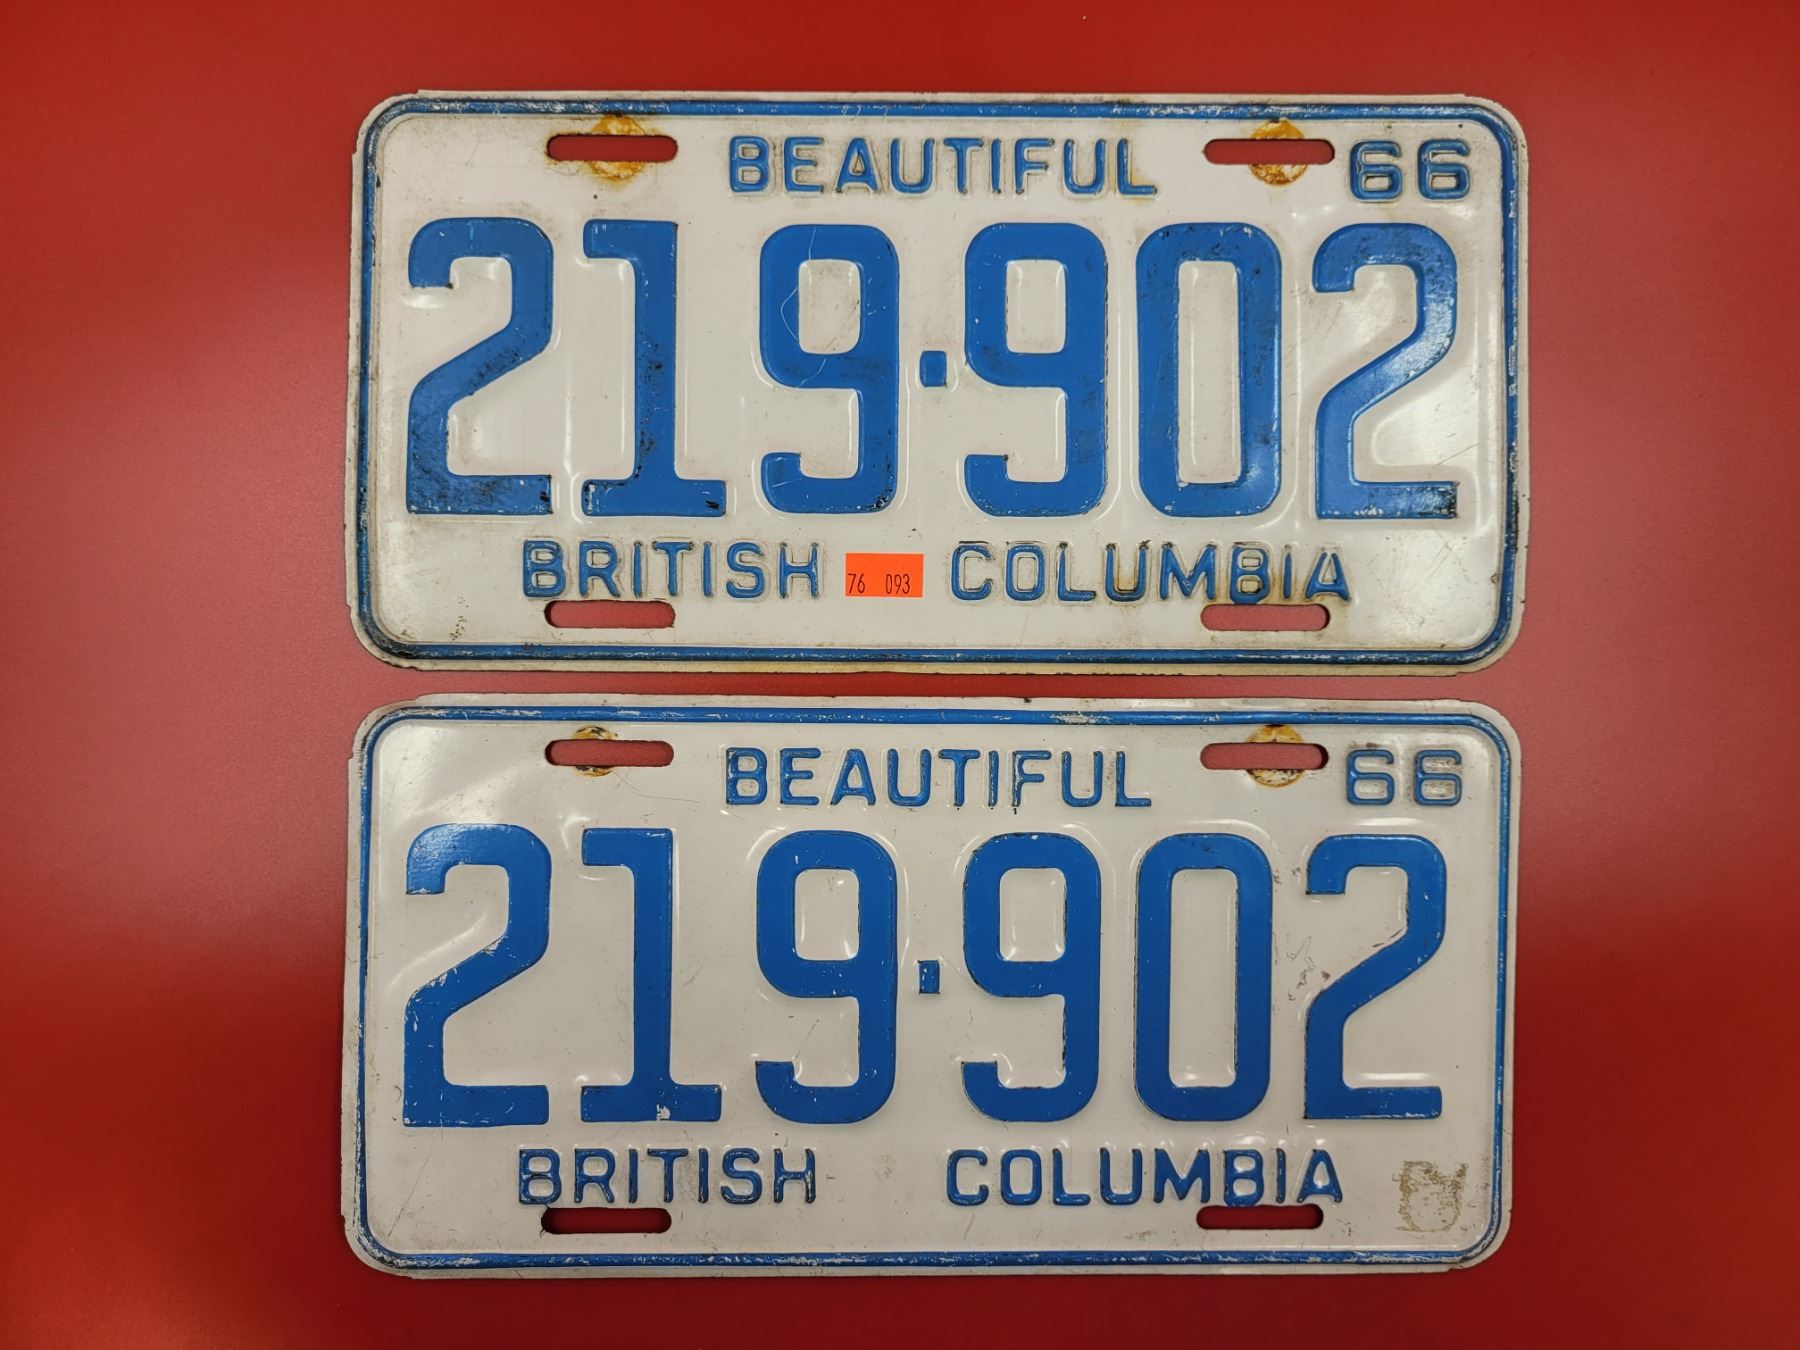 BEAUTIFUL 66
219·902
BRITISH 76 093 COLUMBIA
BEAUTIFUL 66
219·902
BRITISH COLUMBIA